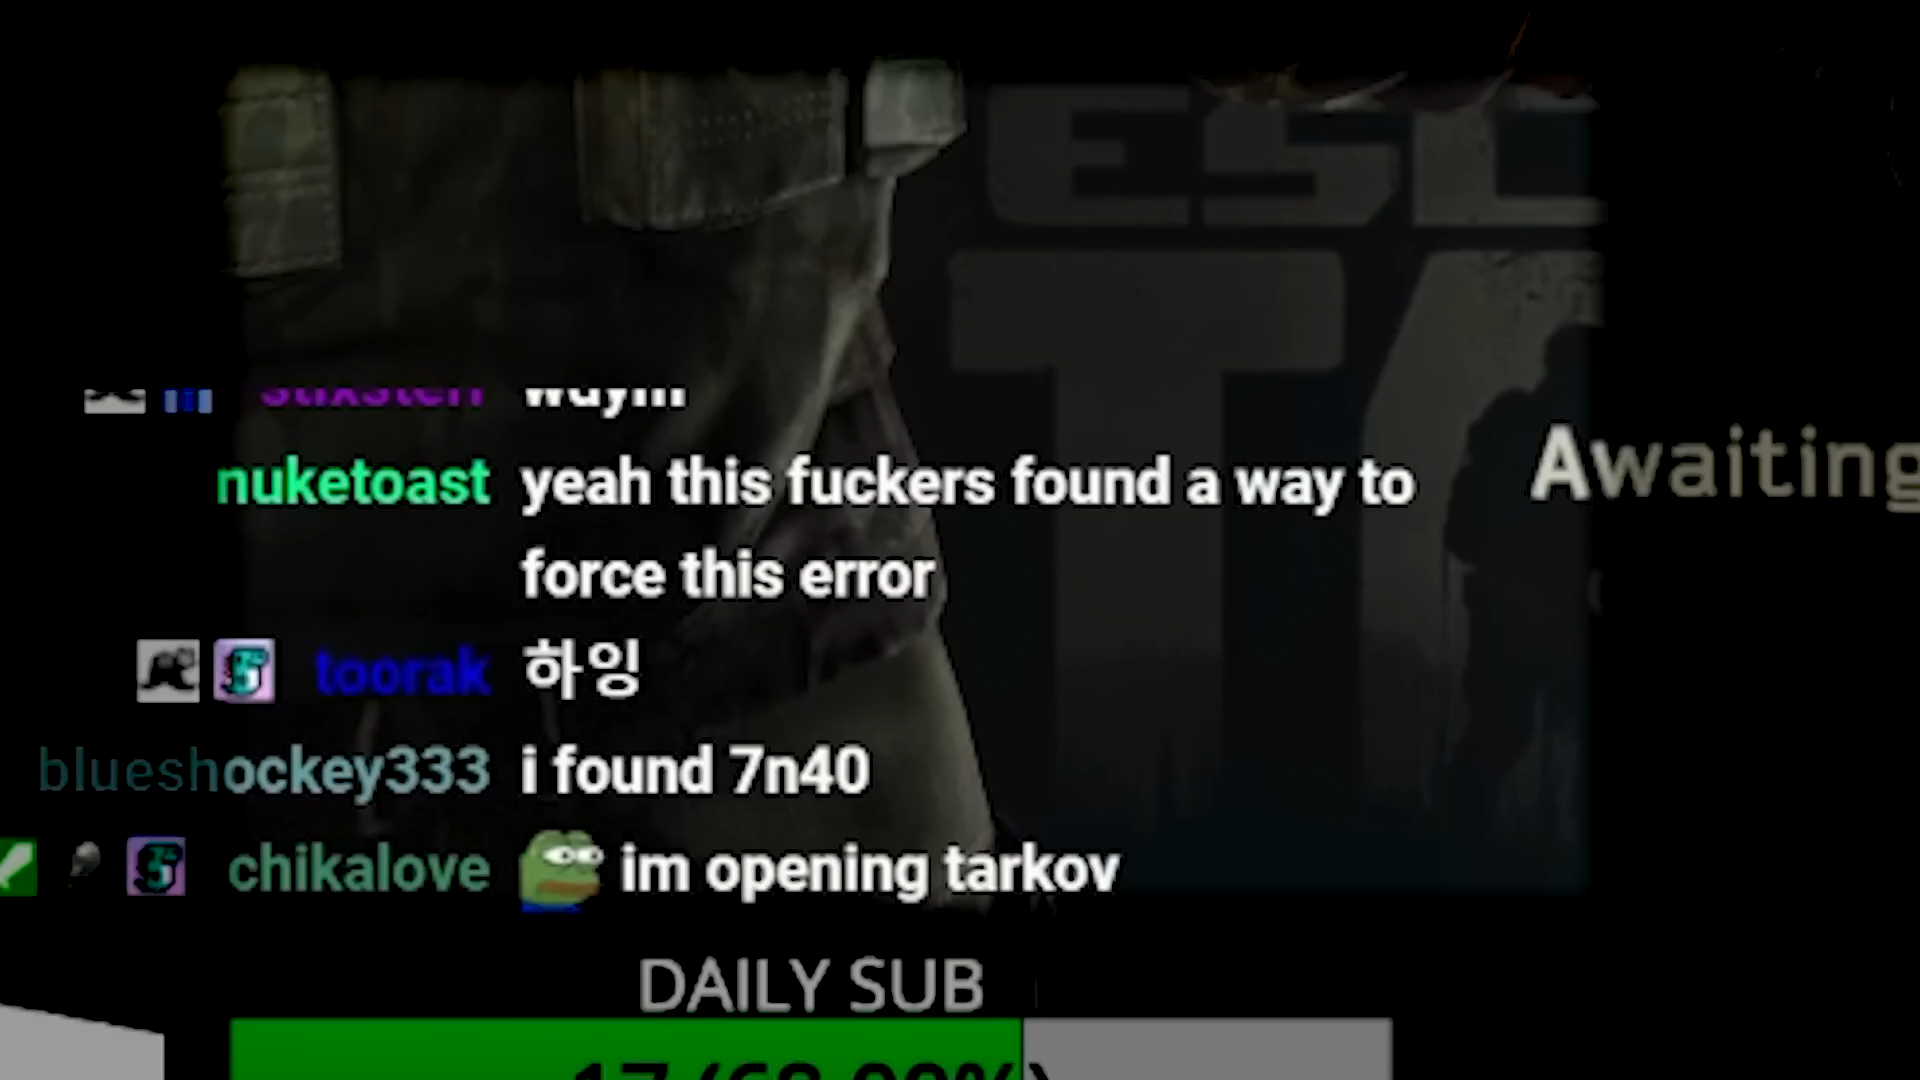 ESC
T
nuketoast yeah this fuckers found a way to
force this error
Awaiting
toorak 하잉
blueshockey333 i found 7n40
chikalove im opening tarkov
DAILY SUB